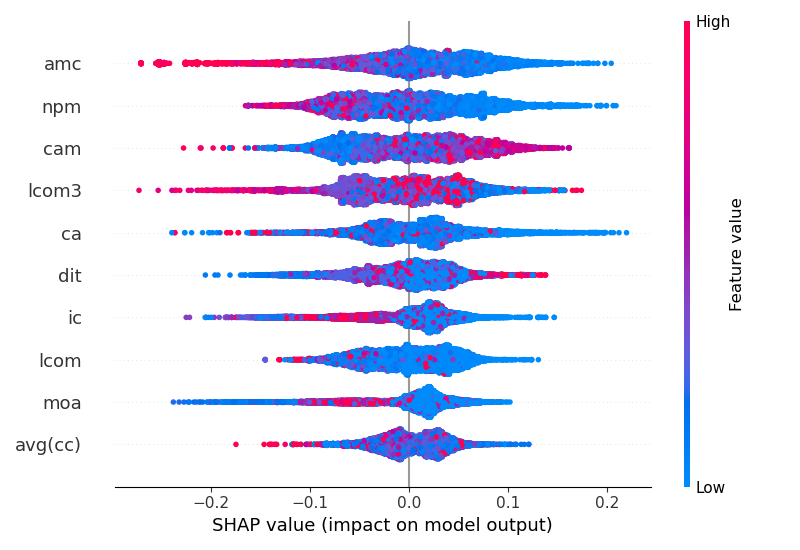 High
amc
npm
cam
lcom3
ca
dit
ic
lcom
moa
avg(cc)
Feature value
Low
−0.2 −0.1 0.0 0.1 0.2
SHAP value (impact on model output)